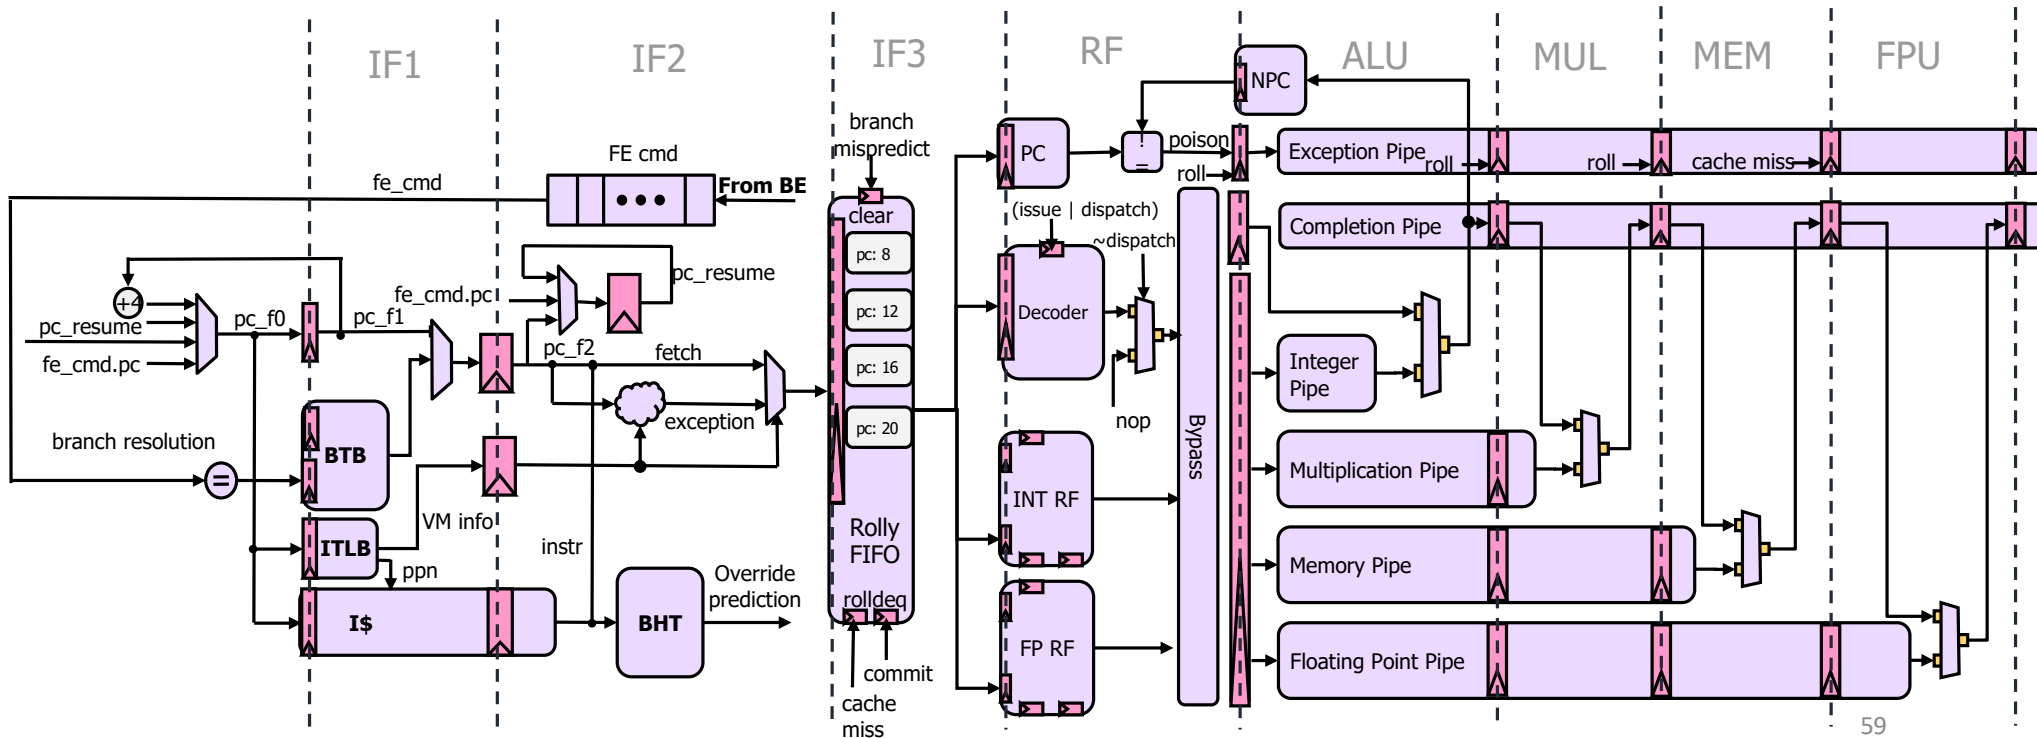 IF1
IF2
IF3
RF
ALU
MUL
MEM
FPU
NPC
branch
mispredict
FE cmd
fe_cmd
From BE
PC
!
=
poison
roll
Exception Pipe
roll
roll
cache miss
clear
(issue | dispatch)
~dispatch
Completion Pipe
pc: 8
pc_resume
fe_cmd.pc
+4
pc_resume
fe_cmd.pc
pc_f0
pc_f1
pc: 12
Decoder
pc_f2
fetch
pc: 16
Integer
Pipe
exception
nop
pc: 20
Bypass
branch resolution
=
BTB
Multiplication Pipe
VM info
INT RF
Rolly
FIFO
ITLB
instr
ppn
Memory Pipe
Override
prediction
rolldeq
I$
BHT
FP RF
Floating Point Pipe
commit
cache
miss
59